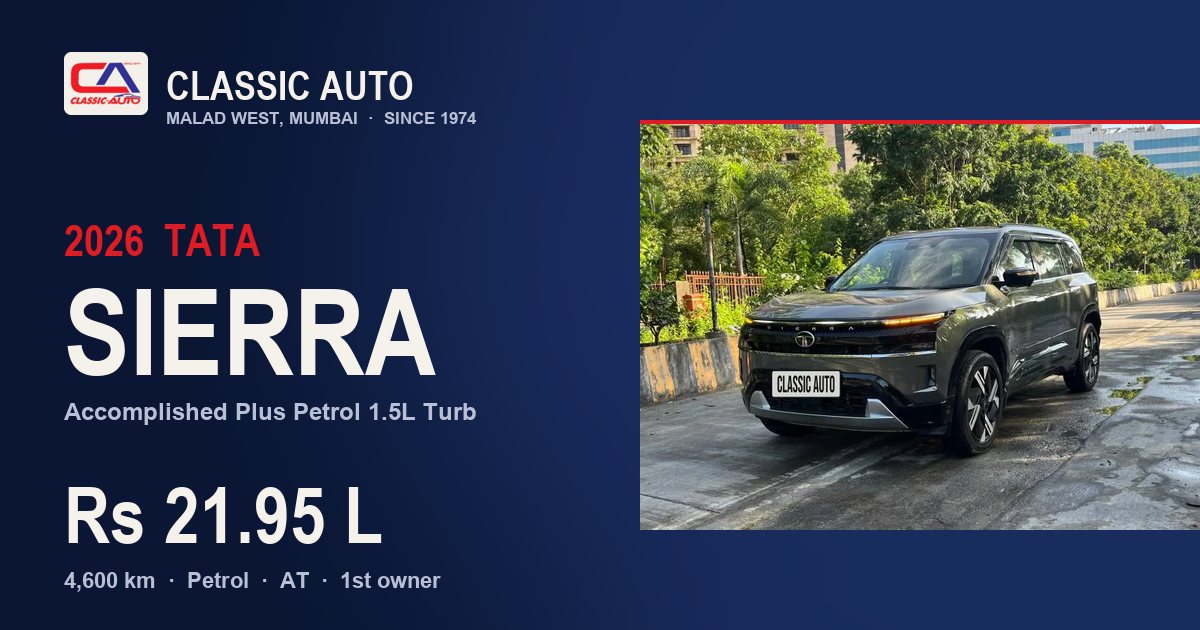 CLASSIC AUTO
CLASSIC AUTO
MALAD WEST, MUMBAI · SINCE 1974
2026 TATA
SIERRA
Accomplished Plus Petrol 1.5L Turb
Rs 21.95 L
4,600 km · Petrol · AT · 1st owner
SIERRA
CLASSIC AUTO